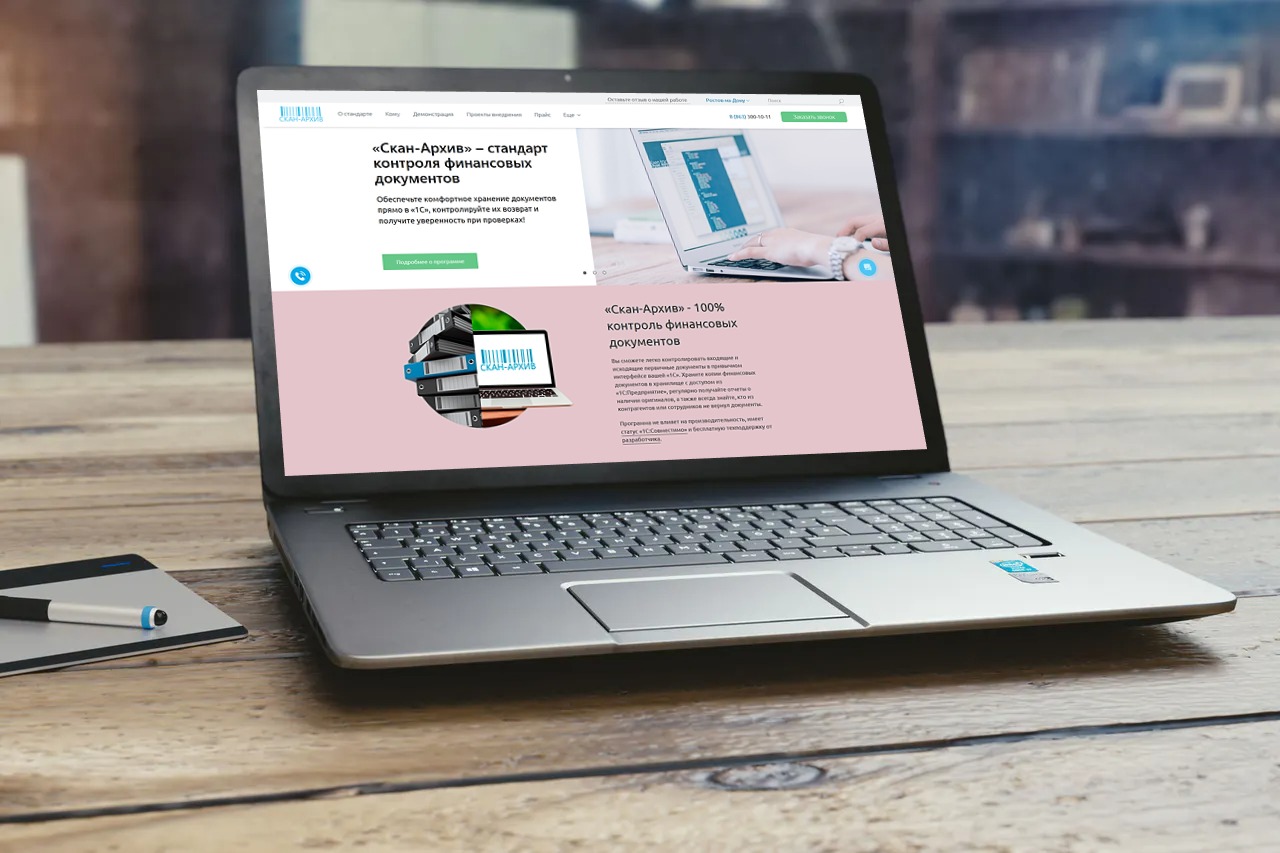 Оставьте отзыв о нашей работе Ростов-на-Дону Поиск
СКАН-АРХИВ О стандарте Кому Демонстрация Проекты внедрения Прайс Еще 8 (863) 300-10-11 Заказать звонок
«Скан-Архив» – стандарт
контроля финансовых
документов
Обеспечьте комфортное хранение документов
прямо в «1С», контролируйте их возврат и
получите уверенность при проверках!
Подробнее о программе
СКАН-АРХИВ
«Скан-Архив» - 100%
контроль финансовых
документов
Вы сможете легко контролировать входящие и
исходящие первичные документы в привычном
интерфейсе вашей «1С». Храните копии финансовых
документов в хранилище с доступом из
«1С:Предприятие», регулярно получайте отчеты о
наличии оригиналов, а также всегда знайте, кто из
контрагентов или сотрудников не вернул документы.
Программа не влияет на производительность, имеет
статус «1С:Совместимо» и бесплатную техподдержку от
разработчика.